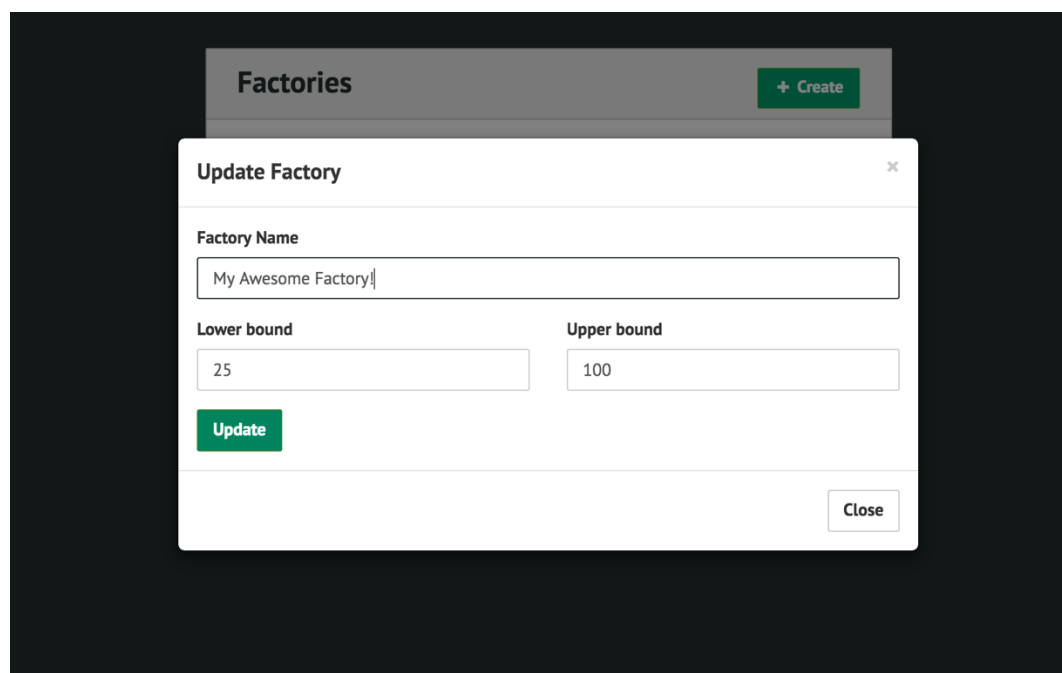 Factories
+ Create
Update Factory
×
Factory Name
My Awesome Factory!
Lower bound Upper bound
25 100
Update
Close